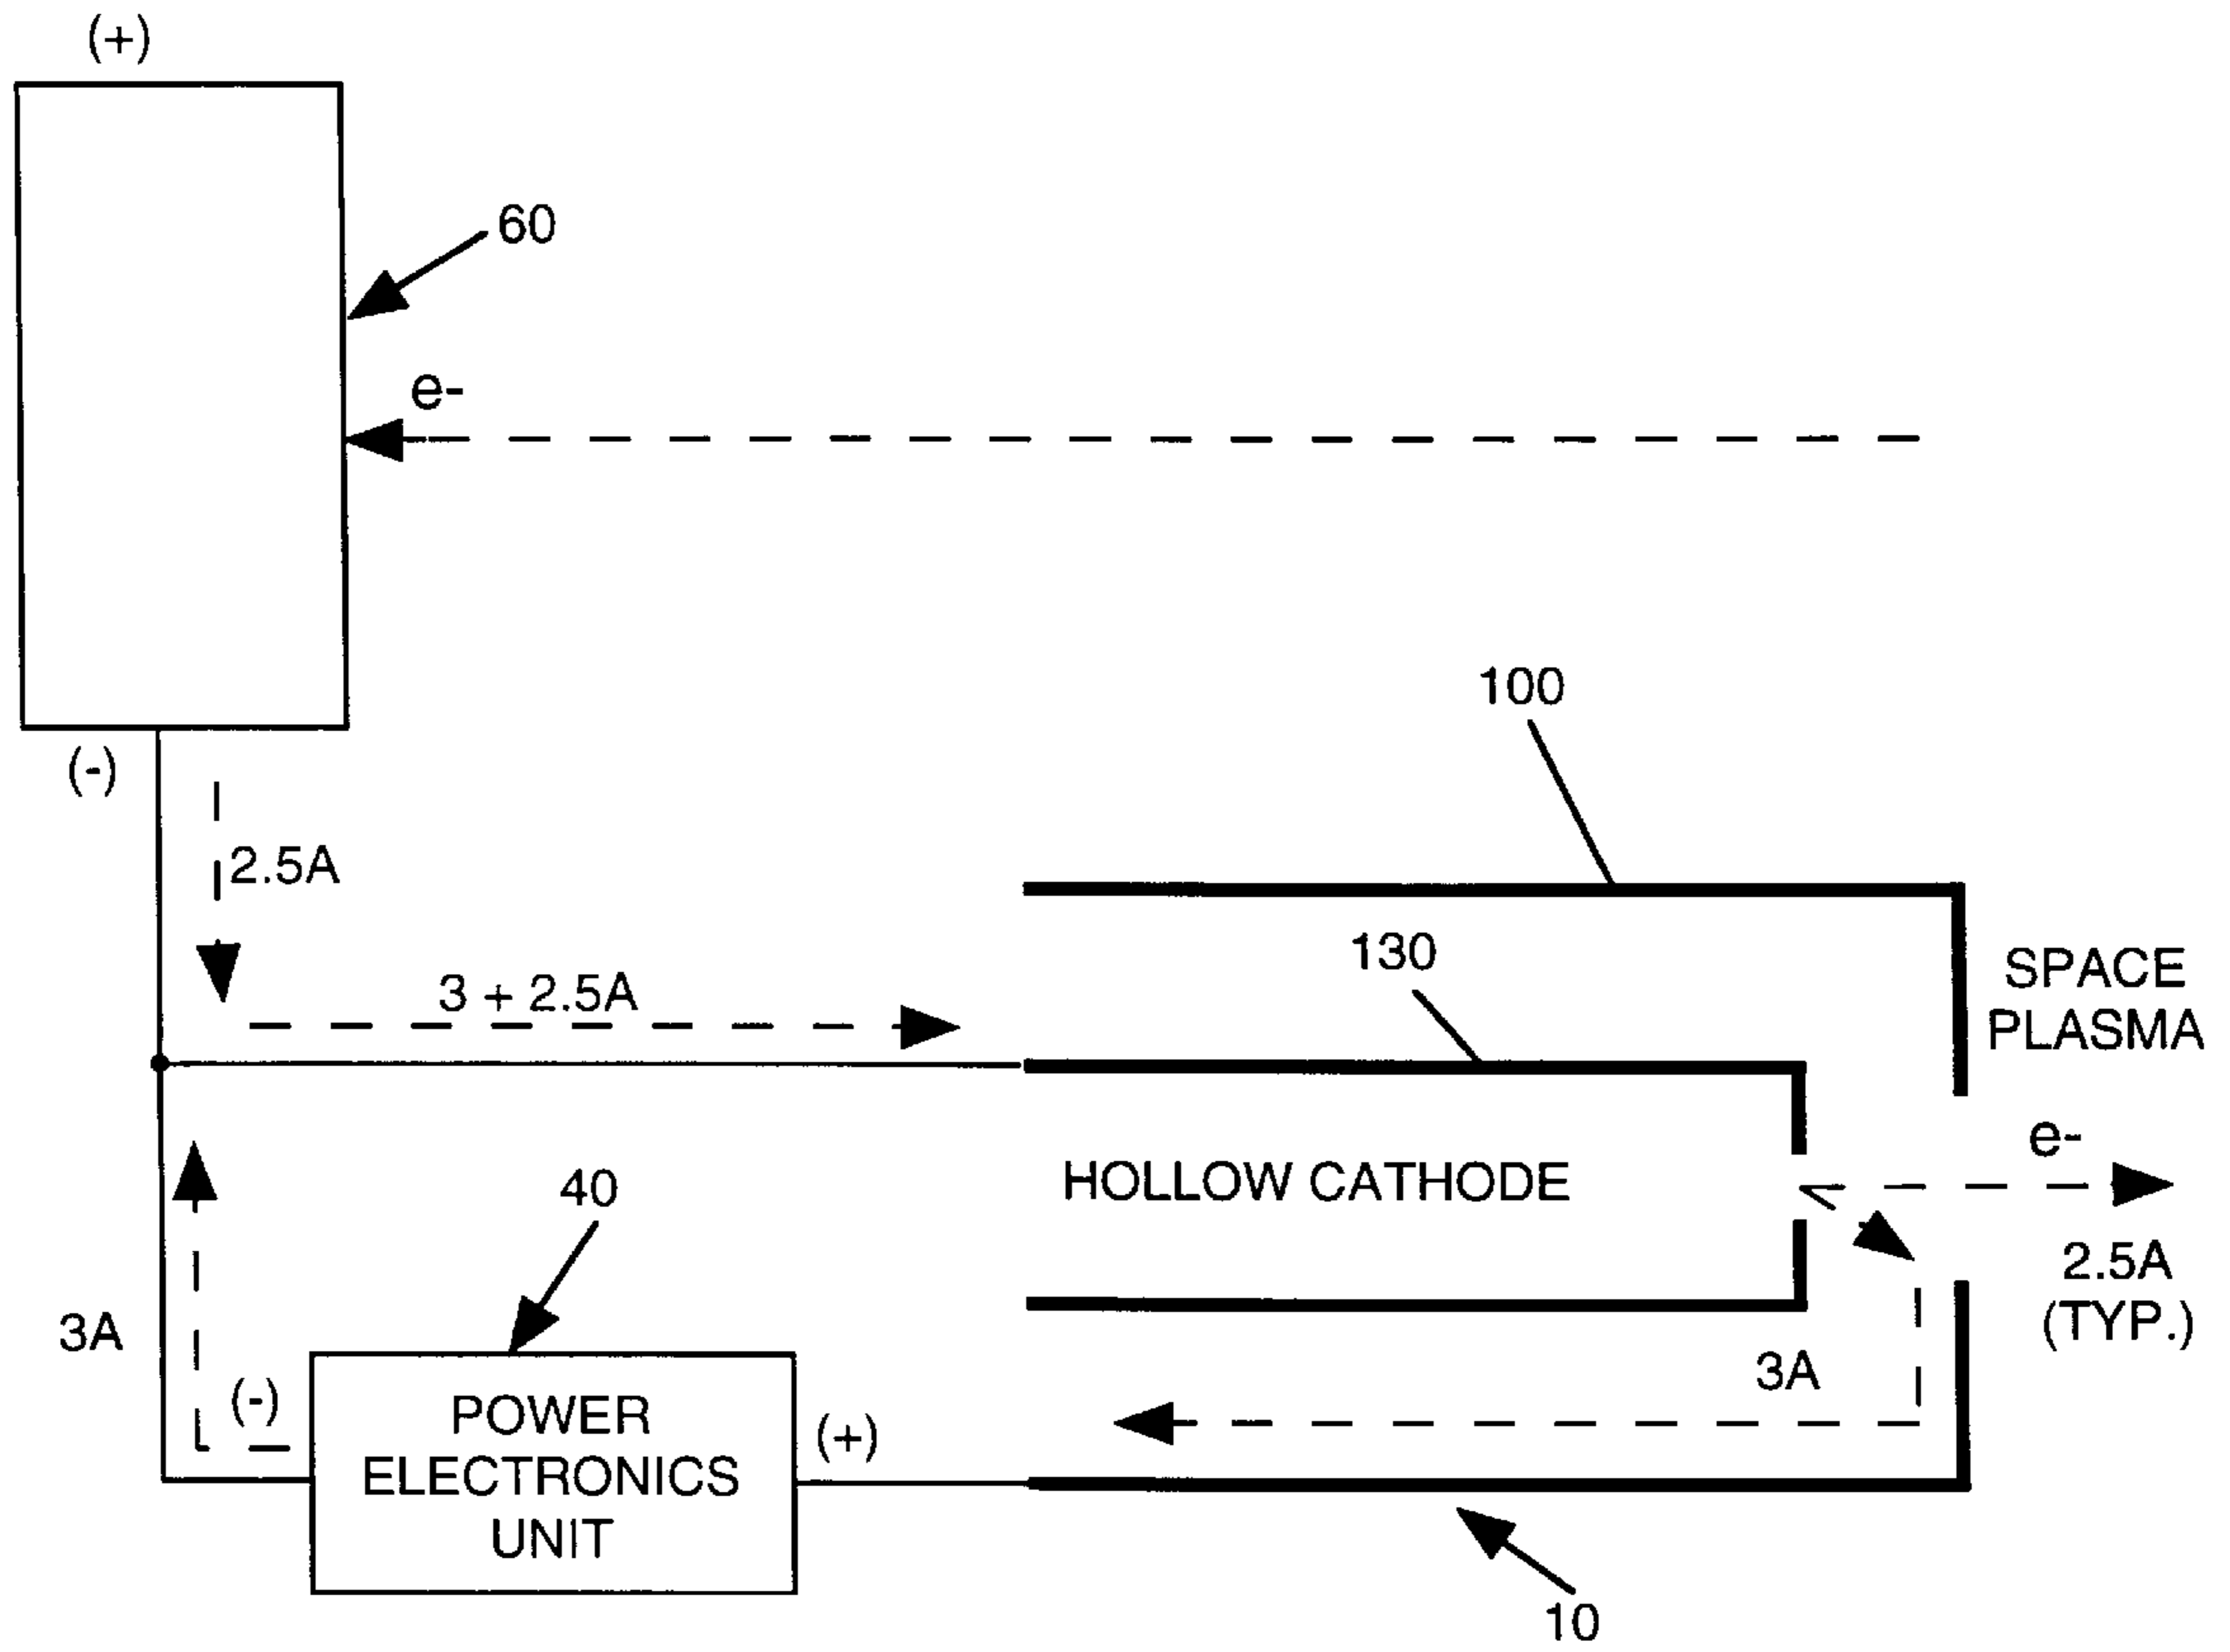 (+)
60
e-
(-)
100
2.5A
130
3 + 2.5A
SPACE
PLASMA
e-
40
HOLLOW CATHODE
2.5A
(TYP.)
3A
3A
(-)
POWER
ELECTRONICS
UNIT
(+)
10